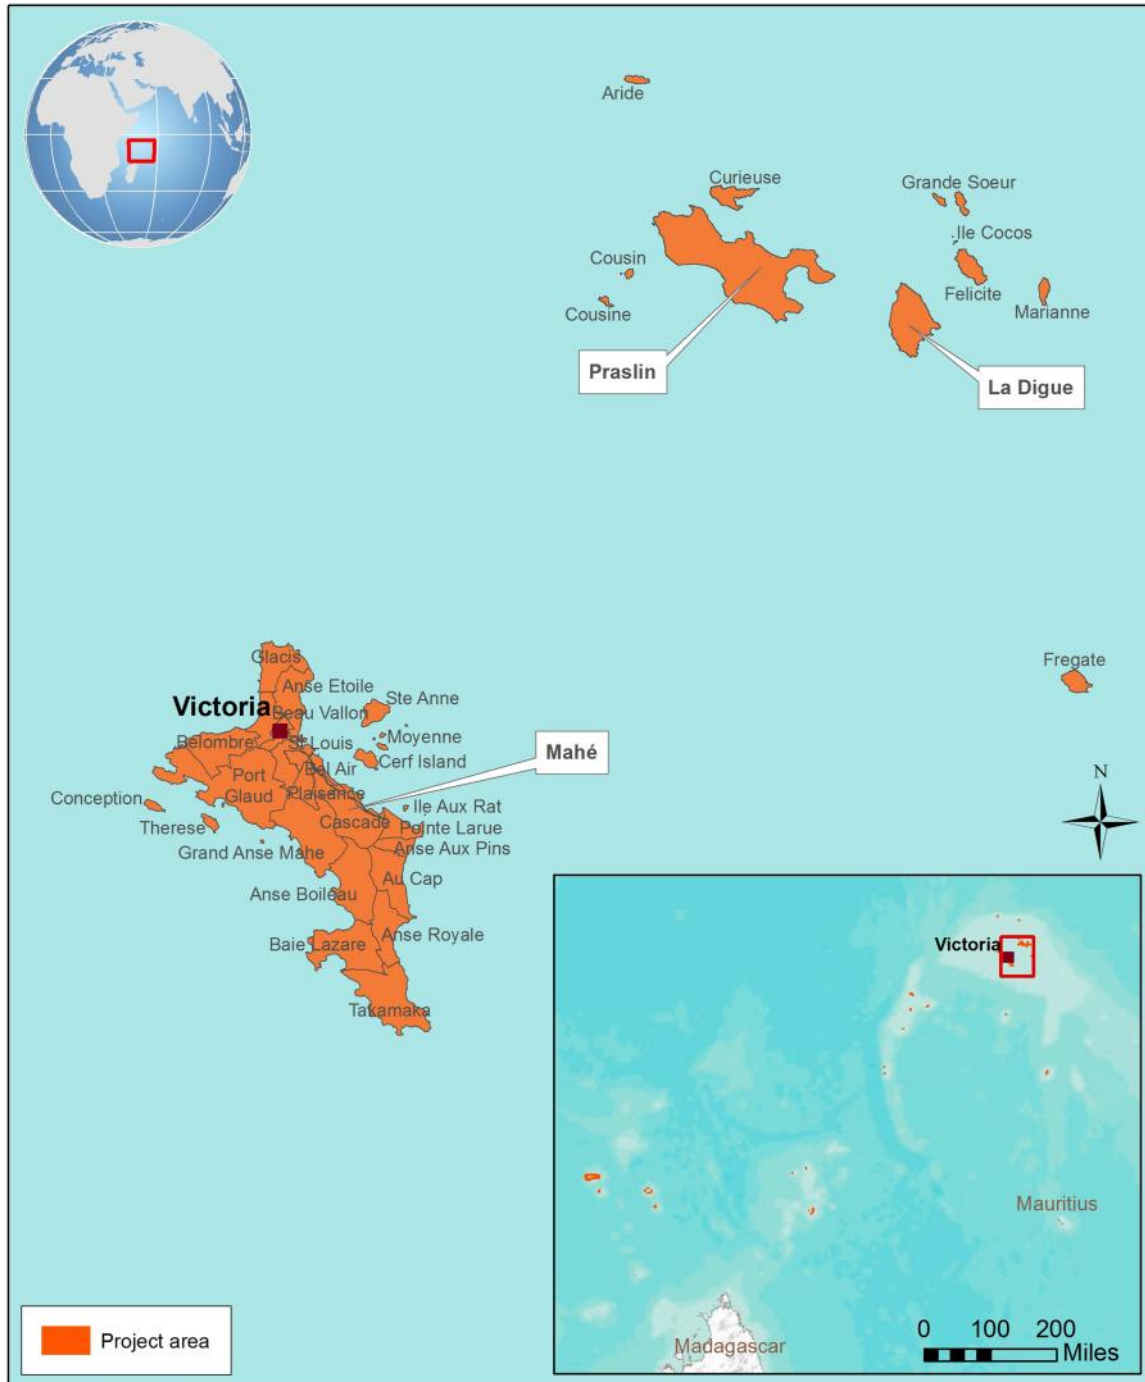 Aride
Curieuse
Grande Soeur
Ile Cocos
Cousin
Felicite
Cousine
Marianne
Praslin
La Digue
Glacis
Fregate
Anse Etoile
Ste Anne
Victoria
Beau Vallon
Moyenne
Belombre
St Louis
Mahé
Cerf Island
Bel Air
Port
Glaud
Plaisance
Conception
Ile Aux Rat
Therese
Cascade
Pointe Larue
Grand Anse Mahe
Anse Aux Pins
Au Cap
Anse Boileau
Anse Royale
Baie Lazare
Takamaka
N
Victoria
Mauritius
Madagascar
0 100 200
Miles
Project area